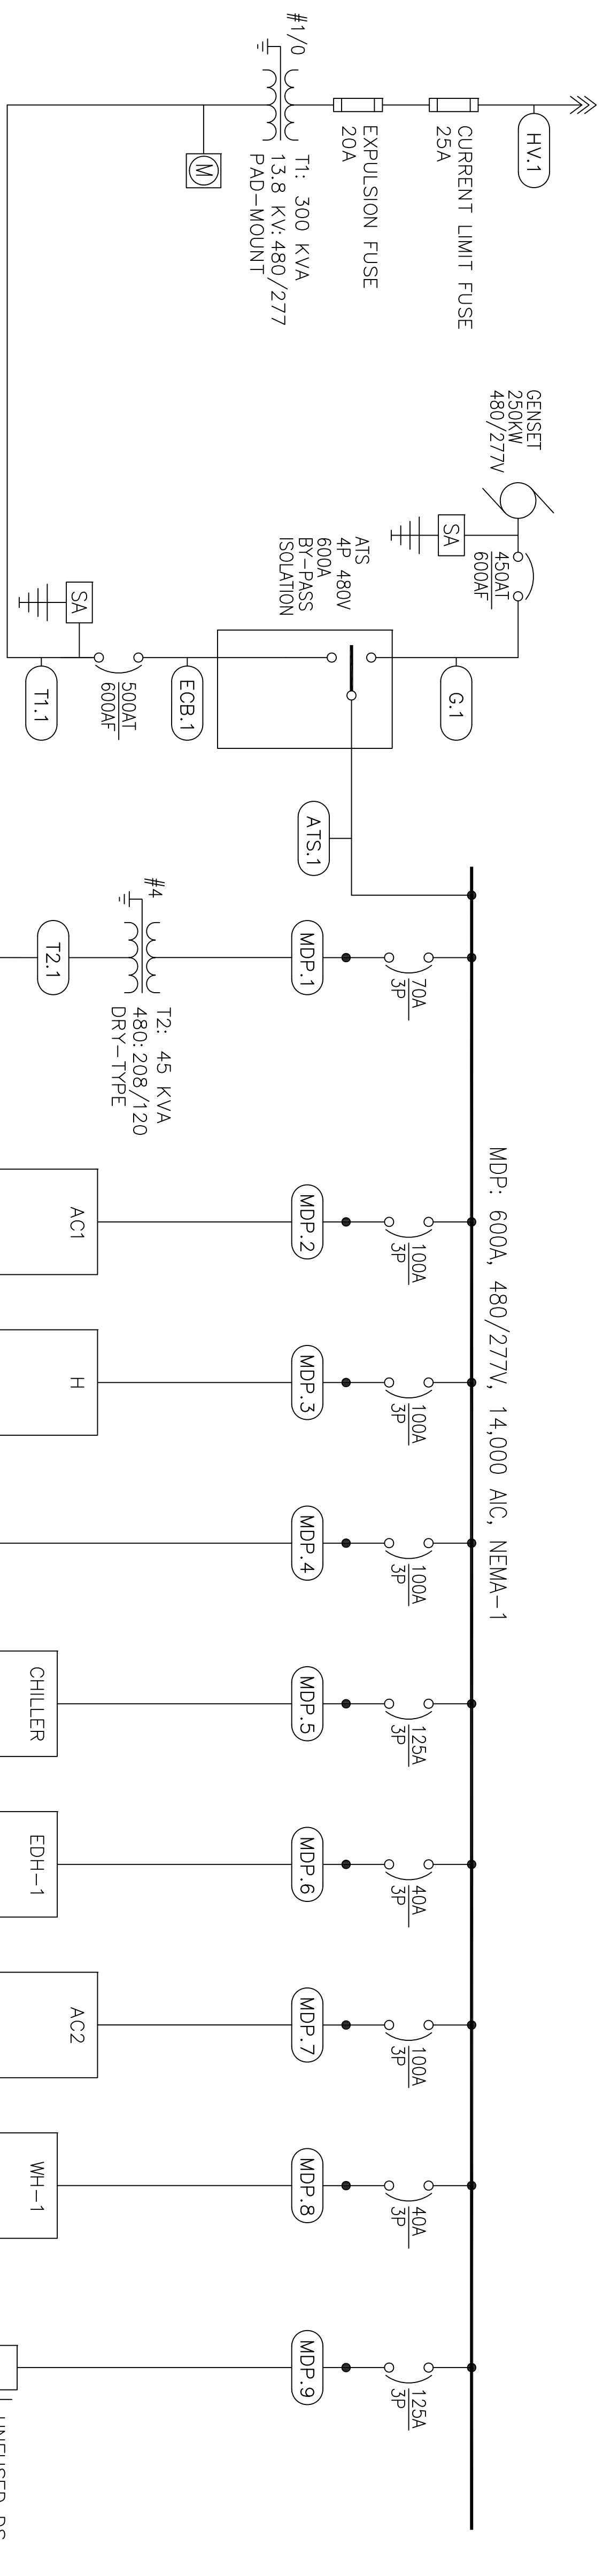 HV.1
CURRENT LIMIT FUSE
25A
EXPULSION FUSE
20A
#1/0
T1: 300 KVA
13.8 KV:480/277
PAD-MOUNT
M
GENSET
250KW
480/277V
SA
450AT
600AF
G.1
ATS
4P 480V
600A
BY-PASS
ISOLATION
ECB.1
500AT
600AF
SA
T1.1
ATS.1
MDP: 600A, 480/277V, 14,000 AIC, NEMA-1
70A
3P
MDP.1
#4
T2: 45 KVA
480:208/120
DRY-TYPE
T2.1
100A
3P
MDP.2
AC1
100A
3P
MDP.3
H
100A
3P
MDP.4
125A
3P
MDP.5
CHILLER
40A
3P
MDP.6
EDH-1
100A
3P
MDP.7
AC2
40A
3P
MDP.8
WH-1
125A
3P
MDP.9
UNFUSED DS